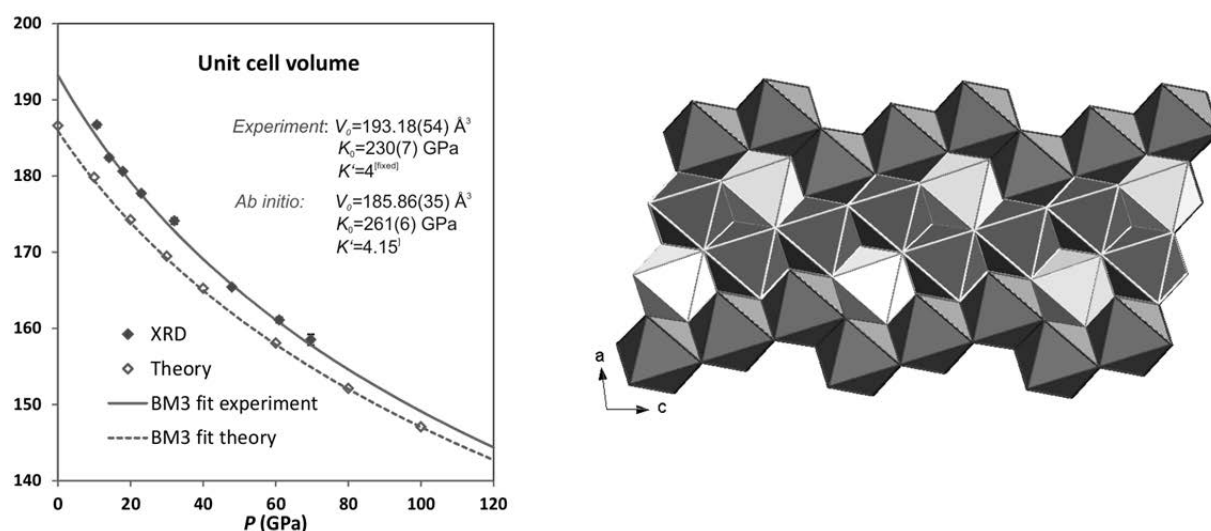 Unit cell volume
Experiment: V₀=193.18(54) Å³
K₀=230(7) GPa
K'=4[fixed]
Ab initio: V₀=185.86(35) Å³
K₀=261(6) GPa
K'=4.15]
XRD
Theory
BM3 fit experiment
BM3 fit theory
200
190
180
170
160
150
140
0 20 40 60 80 100 120
P (GPa)
a
c